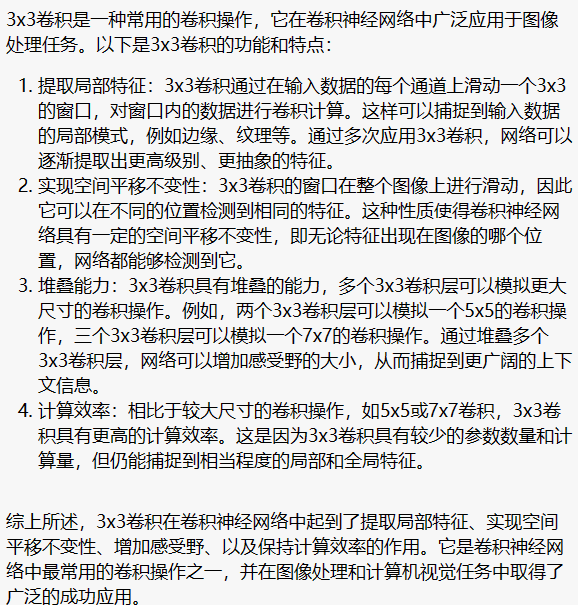 3x3卷积是一种常用的卷积操作，它在卷积神经网络中广泛应用于图像
处理任务。以下是3x3卷积的功能和特点：
1. 提取局部特征：3x3卷积通过在输入数据的每个通道上滑动一个3x3
的窗口，对窗口内的数据进行卷积计算。这样可以捕捉到输入数据
的局部模式，例如边缘、纹理等。通过多次应用3x3卷积，网络可以
逐渐提取出更高级别、更抽象的特征。
2. 实现空间平移不变性：3x3卷积的窗口在整个图像上进行滑动，因此
它可以在不同的位置检测到相同的特征。这种性质使得卷积神经网
络具有一定的空间平移不变性，即无论特征出现在图像的哪个位
置，网络都能够检测到它。
3. 堆叠能力：3x3卷积具有堆叠的能力，多个3x3卷积层可以模拟更大
尺寸的卷积操作。例如，两个3x3卷积层可以模拟一个5x5的卷积操
作，三个3x3卷积层可以模拟一个7x7的卷积操作。通过堆叠多个
3x3卷积层，网络可以增加感受野的大小，从而捕捉到更广阔的上下
文信息。
4. 计算效率：相比于较大尺寸的卷积操作，如5x5或7x7卷积，3x3卷
积具有更高的计算效率。这是因为3x3卷积具有较少的参数数量和计
算量，但仍能捕捉到相当程度的局部和全局特征。
综上所述，3x3卷积在卷积神经网络中起到了提取局部特征、实现空间
平移不变性、增加感受野、以及保持计算效率的作用。它是卷积神经网
络中最常用的卷积操作之一，并在图像处理和计算机视觉任务中取得了
广泛的成功应用。